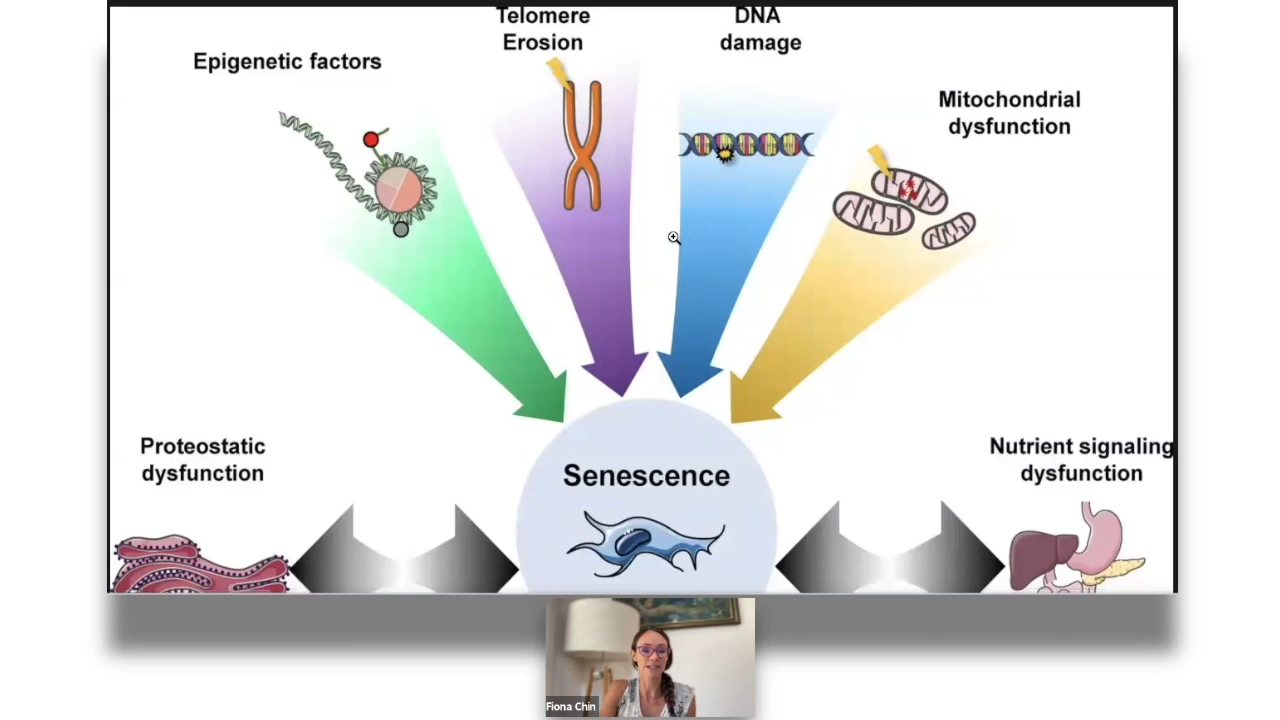 Telomere
Erosion
DNA
damage
Epigenetic factors
Mitochondrial
dysfunction
Proteostatic
dysfunction
Senescence
Nutrient signaling
dysfunction
Fiona Chin